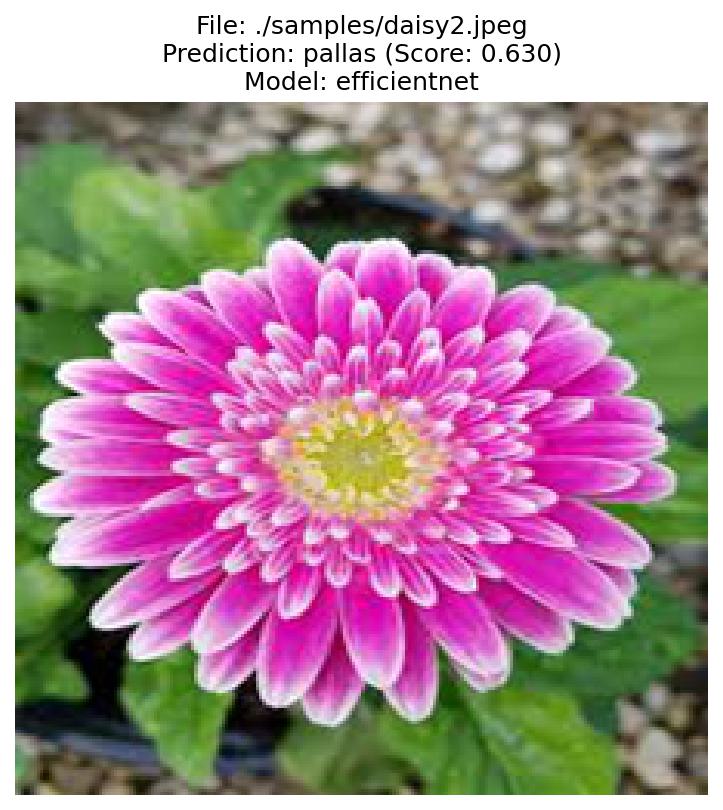 File: ./samples/daisy2.jpeg
Prediction: pallas (Score: 0.630)
Model: efficientnet